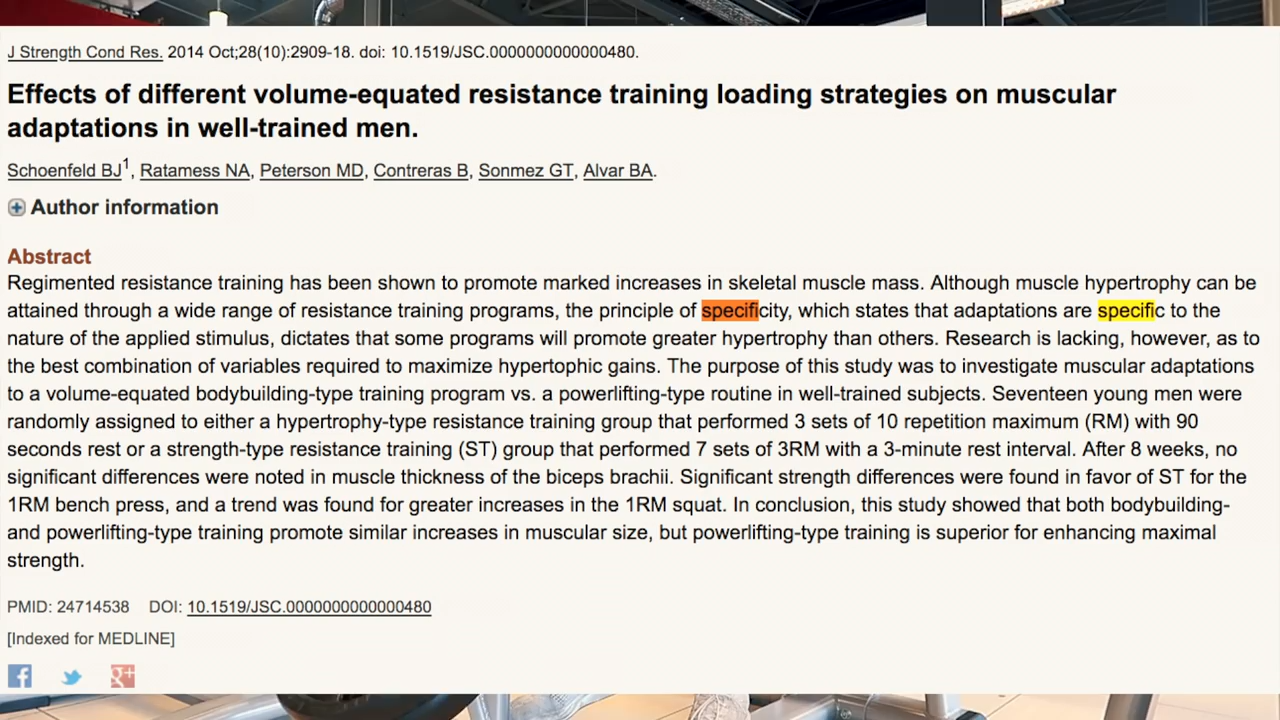 J Strength Cond Res. 2014 Oct;28(10):2909-18. doi: 10.1519/JSC.0000000000000480.
Effects of different volume-equated resistance training loading strategies on muscular
adaptations in well-trained men.
Schoenfeld BJ1, Ratamess NA, Peterson MD, Contreras B, Sonmez GT, Alvar BA.
Author information
Abstract
Regimented resistance training has been shown to promote marked increases in skeletal muscle mass. Although muscle hypertrophy can be
attained through a wide range of resistance training programs, the principle of specificity, which states that adaptations are specific to the
nature of the applied stimulus, dictates that some programs will promote greater hypertrophy than others. Research is lacking, however, as to
the best combination of variables required to maximize hypertophic gains. The purpose of this study was to investigate muscular adaptations
to a volume-equated bodybuilding-type training program vs. a powerlifting-type routine in well-trained subjects. Seventeen young men were
randomly assigned to either a hypertrophy-type resistance training group that performed 3 sets of 10 repetition maximum (RM) with 90
seconds rest or a strength-type resistance training (ST) group that performed 7 sets of 3RM with a 3-minute rest interval. After 8 weeks, no
significant differences were noted in muscle thickness of the biceps brachii. Significant strength differences were found in favor of ST for the
1RM bench press, and a trend was found for greater increases in the 1RM squat. In conclusion, this study showed that both bodybuilding-
and powerlifting-type training promote similar increases in muscular size, but powerlifting-type training is superior for enhancing maximal
strength.
PMID: 24714538 DOI: 10.1519/JSC.0000000000000480
[Indexed for MEDLINE]
f
g+